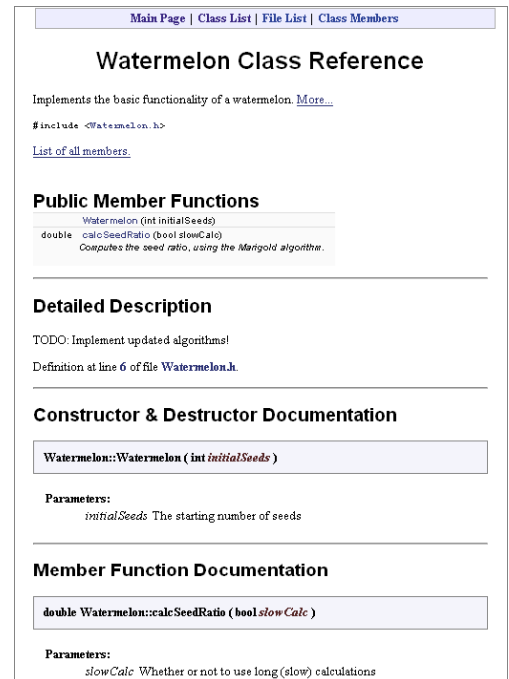 Main Page | Class List | File List | Class Members
Watermelon Class Reference
Implements the basic functionality of a watermelon. More...
#include <Watermelon.h>
List of all members.
Public Member Functions
Watermelon (int initialSeeds)
double calcSeedRatio (bool slowCalc)
Computes the seed ratio, using the Marigold algorithm.
Detailed Description
TODO: Implement updated algorithms!
Definition at line 6 of file Watermelon.h.
Constructor & Destructor Documentation
Watermelon::Watermelon ( int initialSeeds )
Parameters:
initialSeeds The starting number of seeds
Member Function Documentation
double Watermelon::calcSeedRatio ( bool slowCalc )
Parameters:
slowCalc Whether or not to use long (slow) calculations